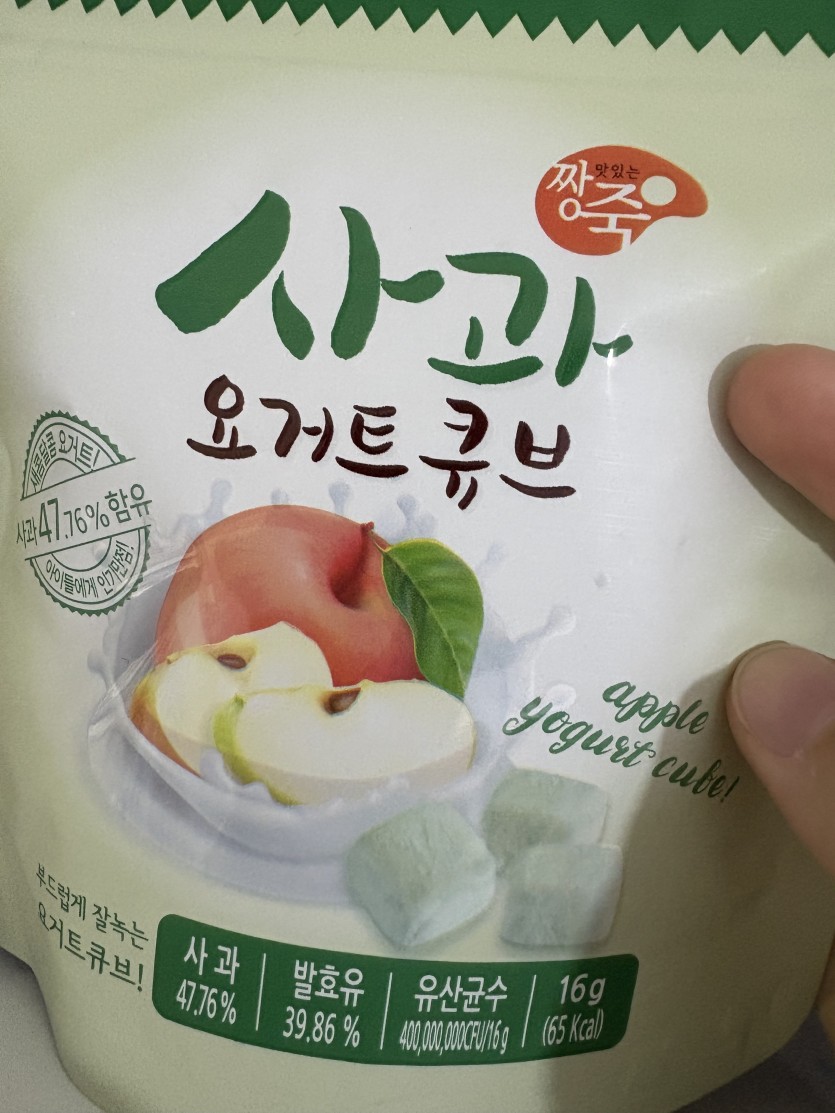 맛있는
짱죽
사과
요거트큐브
새콤달콤 요거트!
사과47.76%함유
아이들에게 인기만점!
apple
yogurt cube!
부드럽게 잘녹는
요거트큐브!
사과
47.76%
발효유
39.86 %
유산균수
400,000,000CFU/16g
16g
(65 Kcal)